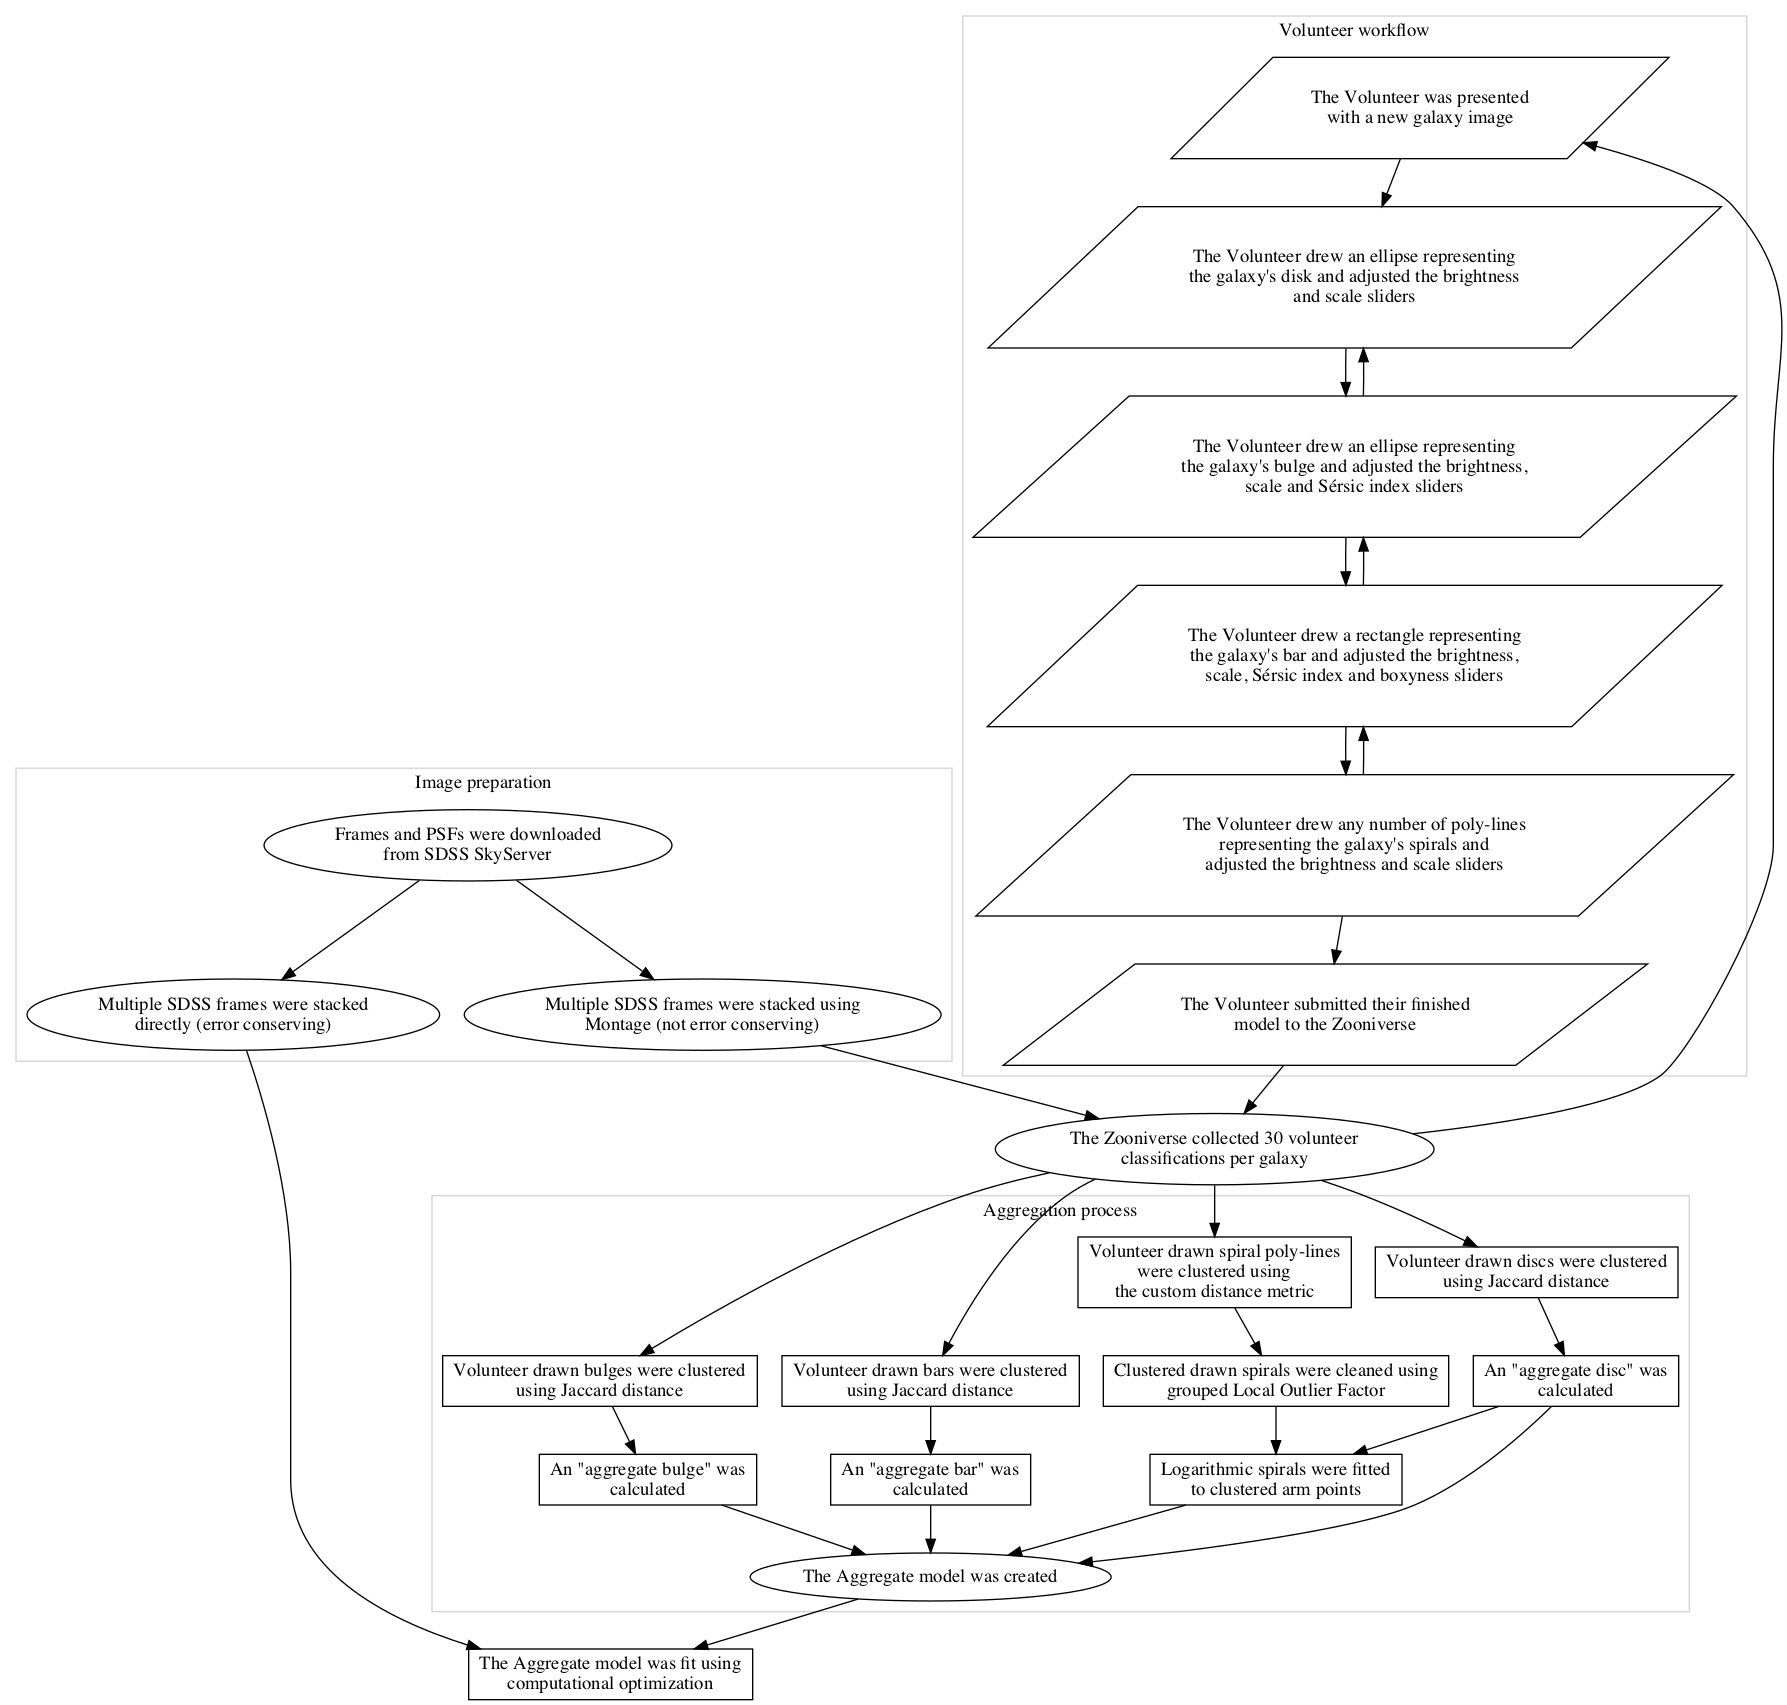 Volunteer workflow
The Volunteer was presented
with a new galaxy image
The Volunteer drew an ellipse representing
the galaxy's disk and adjusted the brightness
and scale sliders
The Volunteer drew an ellipse representing
the galaxy's bulge and adjusted the brightness,
scale and Sérsic index sliders
The Volunteer drew a rectangle representing
the galaxy's bar and adjusted the brightness,
scale, Sérsic index and boxyness sliders
The Volunteer drew any number of poly-lines
representing the galaxy's spirals and
adjusted the brightness and scale sliders
The Volunteer submitted their finished
model to the Zooniverse
Image preparation
Frames and PSFs were downloaded
from SDSS SkyServer
Multiple SDSS frames were stacked
directly (error conserving)
Multiple SDSS frames were stacked using
Montage (not error conserving)
The Zooniverse collected 30 volunteer
classifications per galaxy
Aggregation process
Volunteer drawn spiral poly-lines
were clustered using
the custom distance metric
Volunteer drawn discs were clustered
using Jaccard distance
Volunteer drawn bulges were clustered
using Jaccard distance
Volunteer drawn bars were clustered
using Jaccard distance
Clustered drawn spirals were cleaned using
grouped Local Outlier Factor
An "aggregate disc" was
calculated
An "aggregate bulge" was
calculated
An "aggregate bar" was
calculated
Logarithmic spirals were fitted
to clustered arm points
The Aggregate model was created
The Aggregate model was fit using
computational optimization